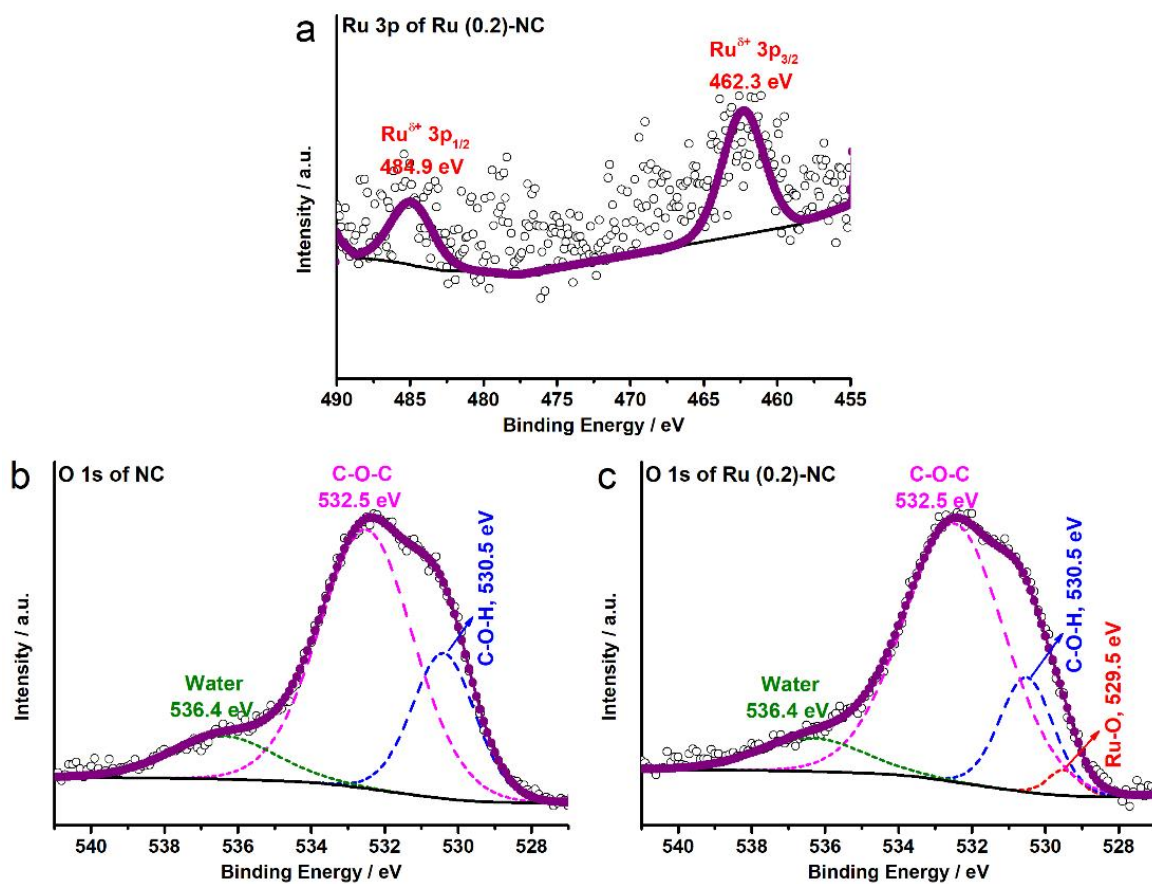 a
Ru 3p of Ru (0.2)-NC
Ru^δ+ 3p_3/2
462.3 eV
Ru^δ+ 3p_1/2
484.9 eV
Intensity / a.u.
490 485 480 475 470 465 460 455
Binding Energy / eV
b
O 1s of NC
C-O-C
532.5 eV
C-O-H, 530.5 eV
Water
536.4 eV
Intensity / a.u.
540 538 536 534 532 530 528
Binding Energy / eV
c
O 1s of Ru (0.2)-NC
C-O-C
532.5 eV
C-O-H, 530.5 eV
Ru-O, 529.5 eV
Water
536.4 eV
Intensity / a.u.
540 538 536 534 532 530 528
Binding Energy / eV